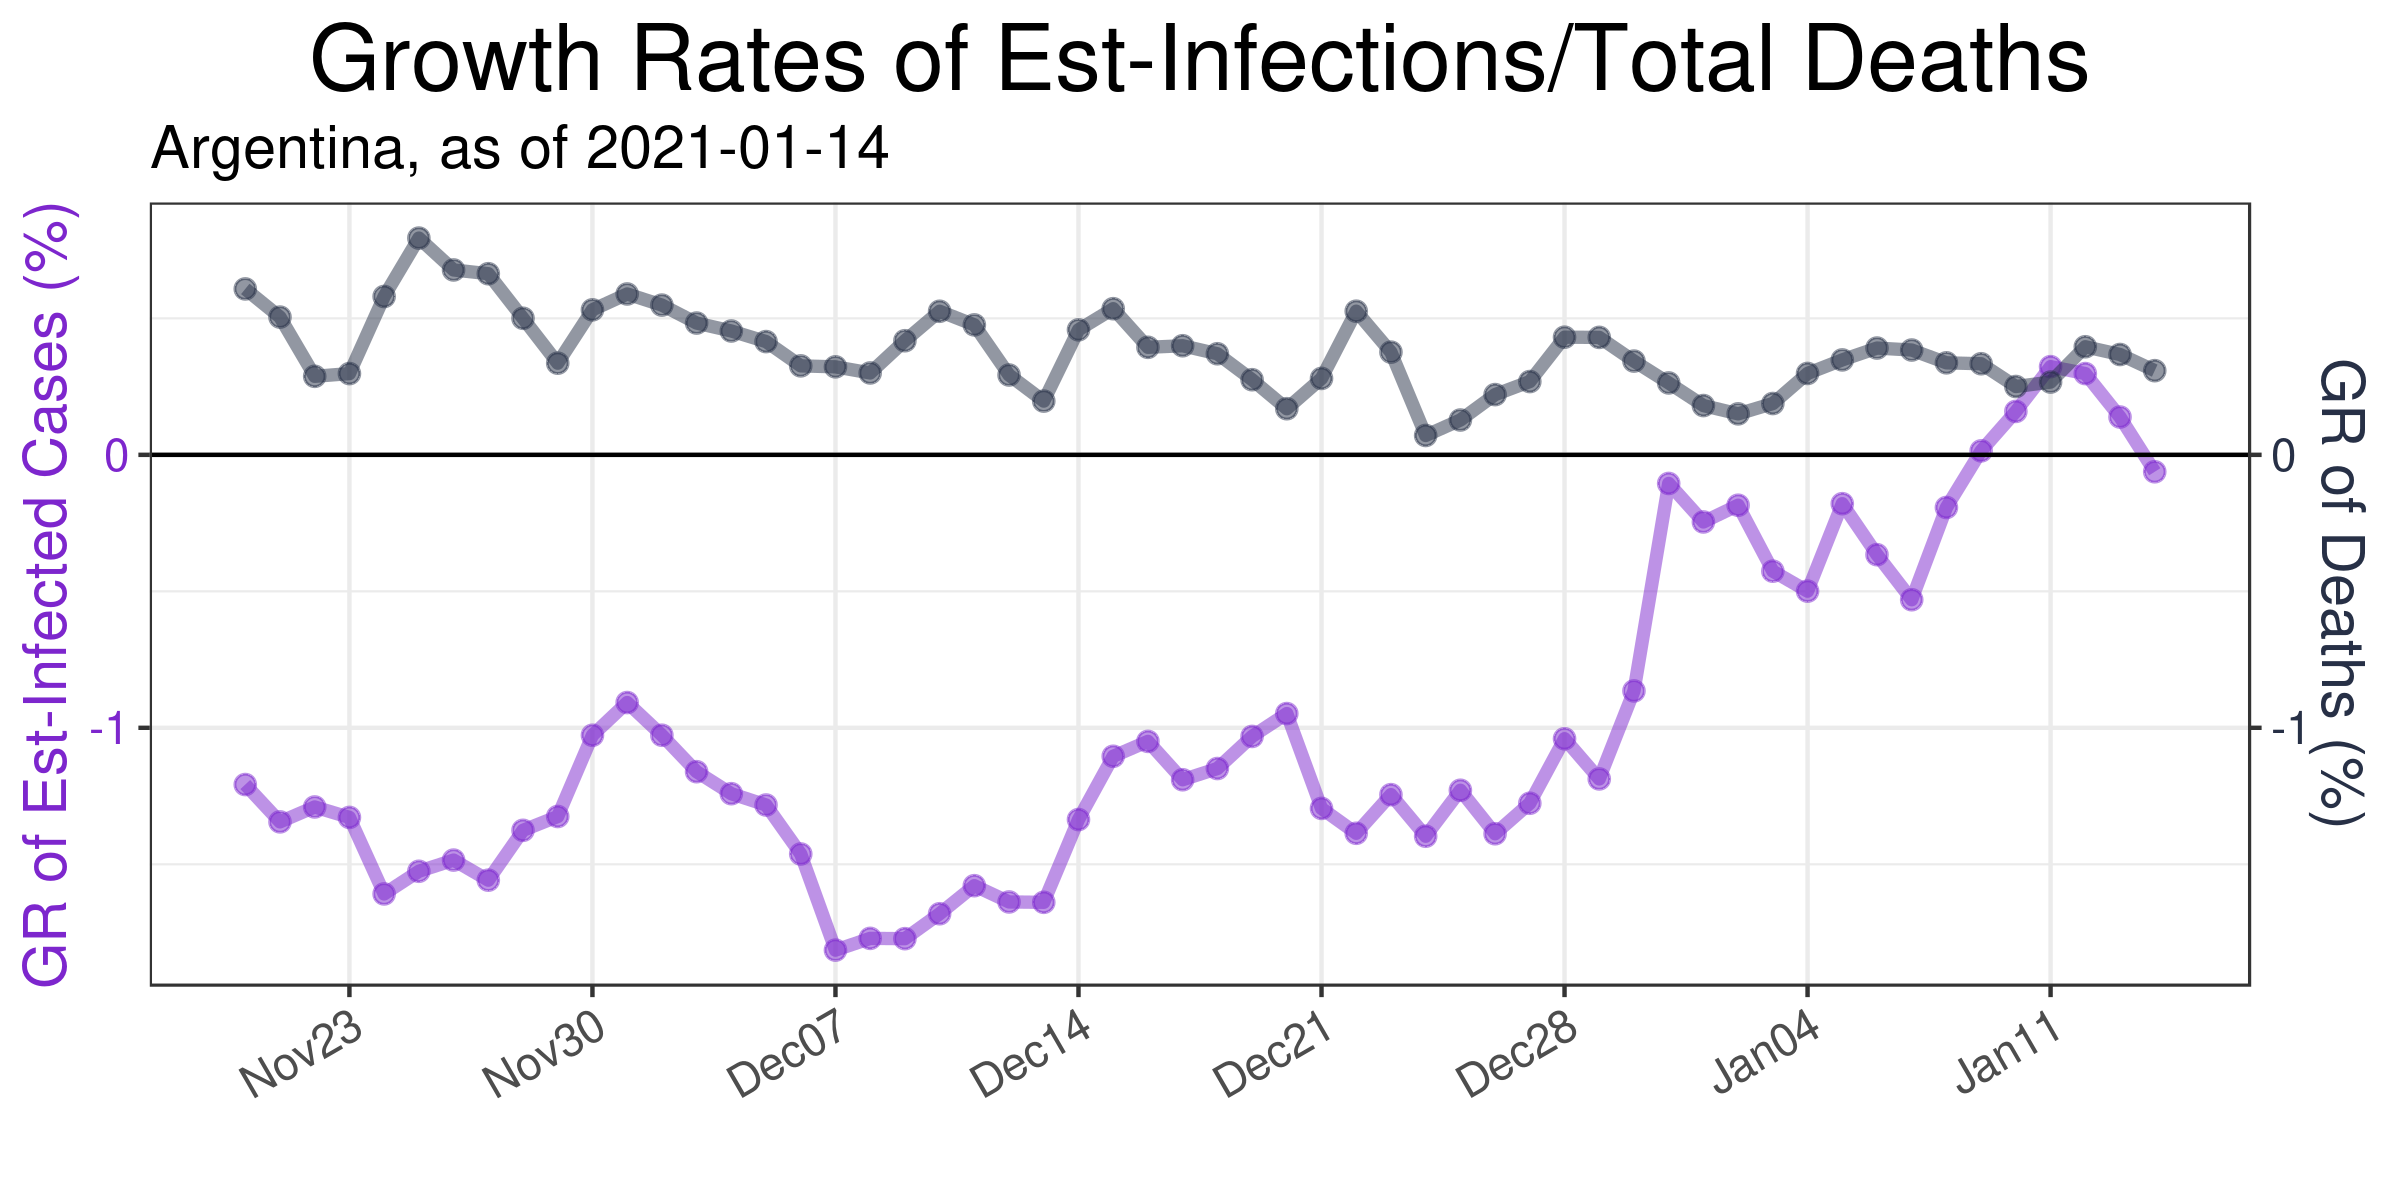 Growth Rates of Est-Infections/Total Deaths
Argentina, as of 2021-01-14
GR of Est-Infected Cases (%)
0
-1
GR of Deaths (%)
0
-1
Nov23
Nov30
Dec07
Dec14
Dec21
Dec28
Jan04
Jan11